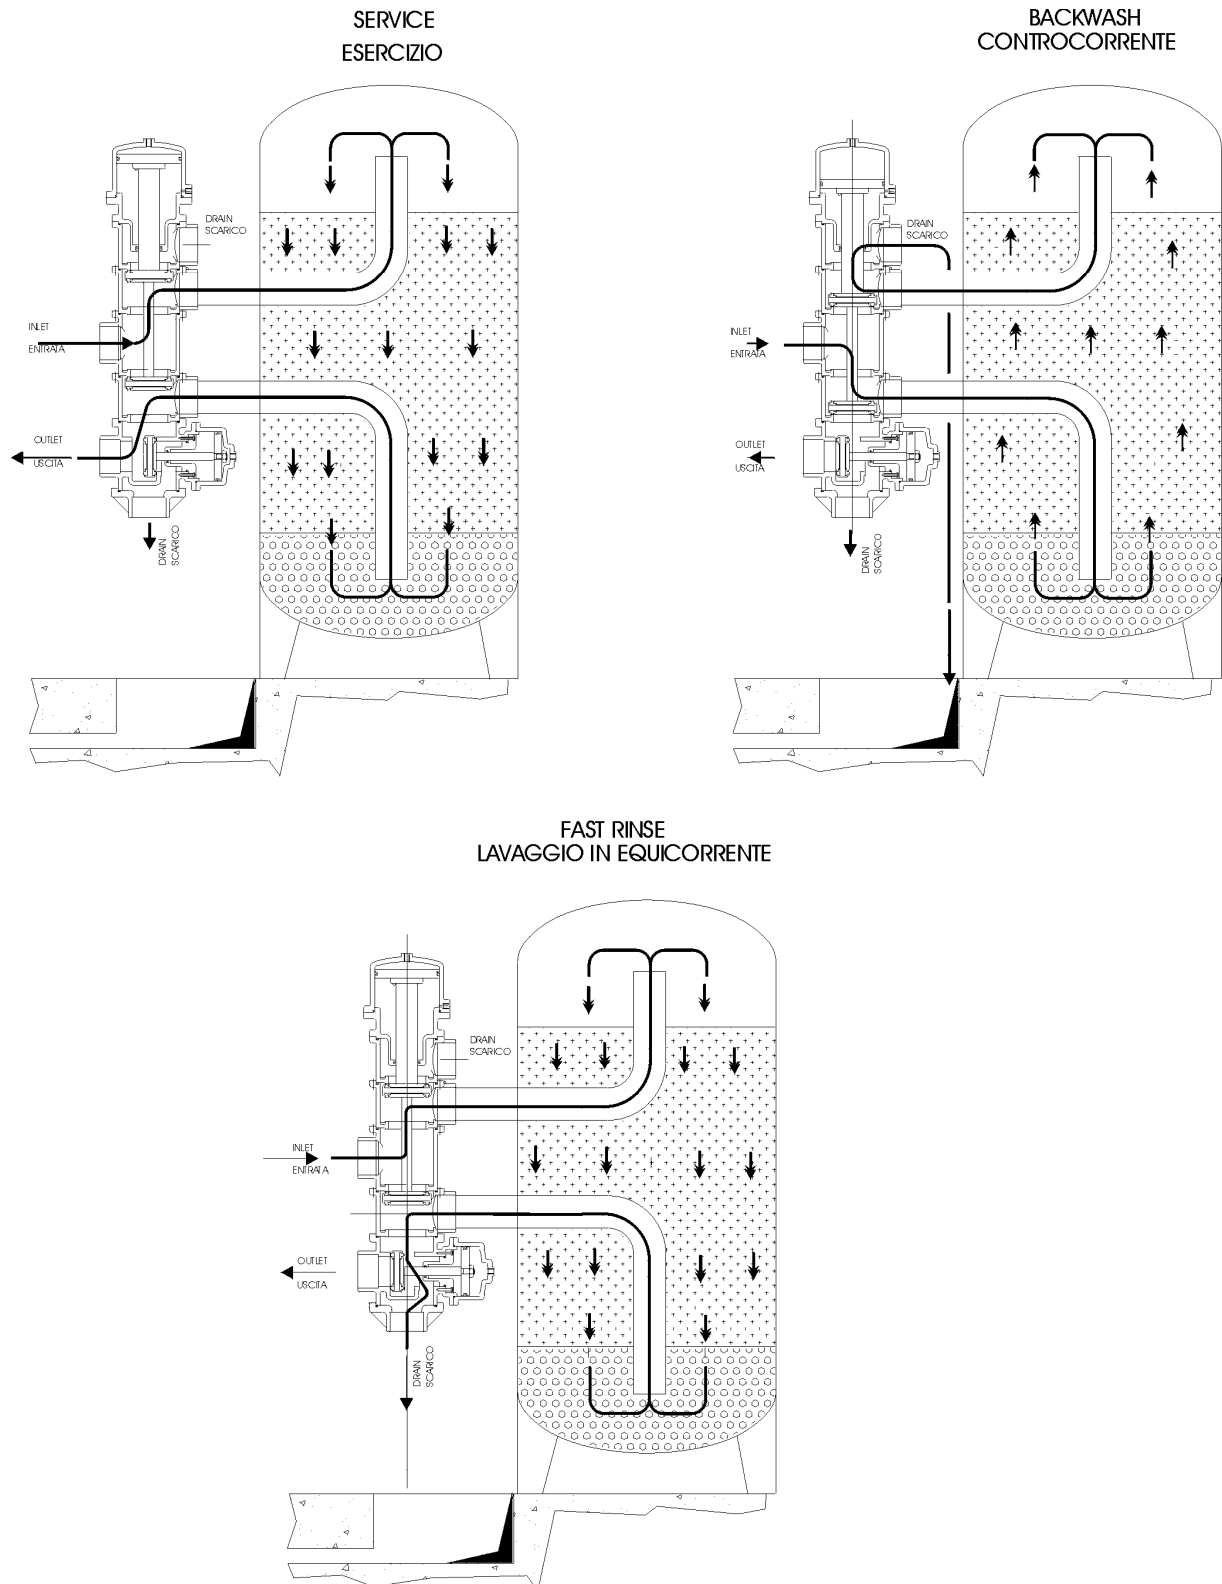 SERVICE
ESERCIZIO
DRAIN
SCARICO
INLET
ENTRATA
OUTLET
USCITA
DRAIN
SCARICO
BACKWASH
CONTROCORRENTE
DRAIN
SCARICO
INLET
ENTRATA
OUTLET
USCITA
DRAIN
SCARICO
FAST RINSE
LAVAGGIO IN EQUICORRENTE
DRAIN
SCARICO
INLET
ENTRATA
OUTLET
USCITA
DRAIN
SCARICO